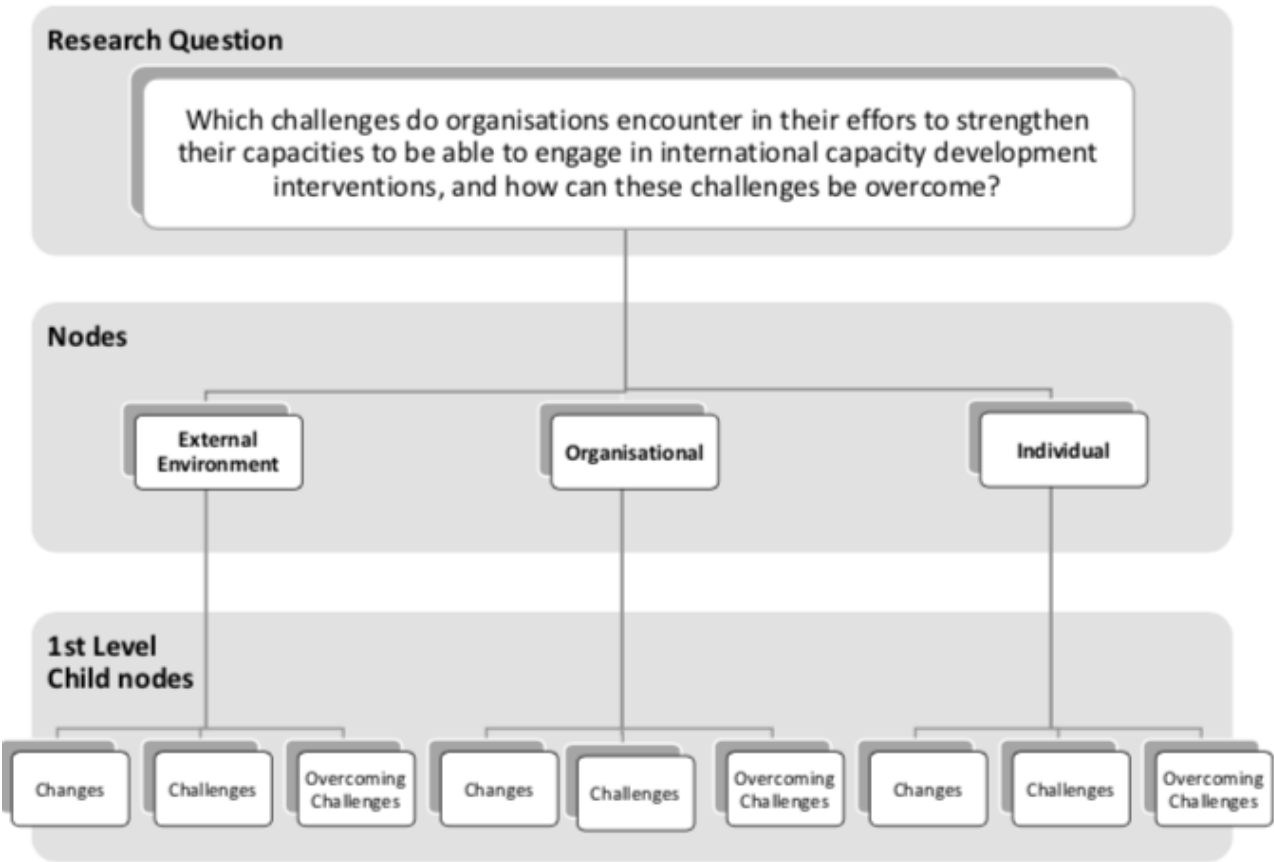 Research Question
Which challenges do organisations encounter in their effors to strengthen
their capacities to be able to engage in international capacity development
interventions, and how can these challenges be overcome?
Nodes
External
Environment
Organisational
Individual
1st Level
Child nodes
Changes
Challenges
Overcoming
Challenges
Changes
Challenges
Overcoming
Challenges
Changes
Challenges
Overcoming
Challenges